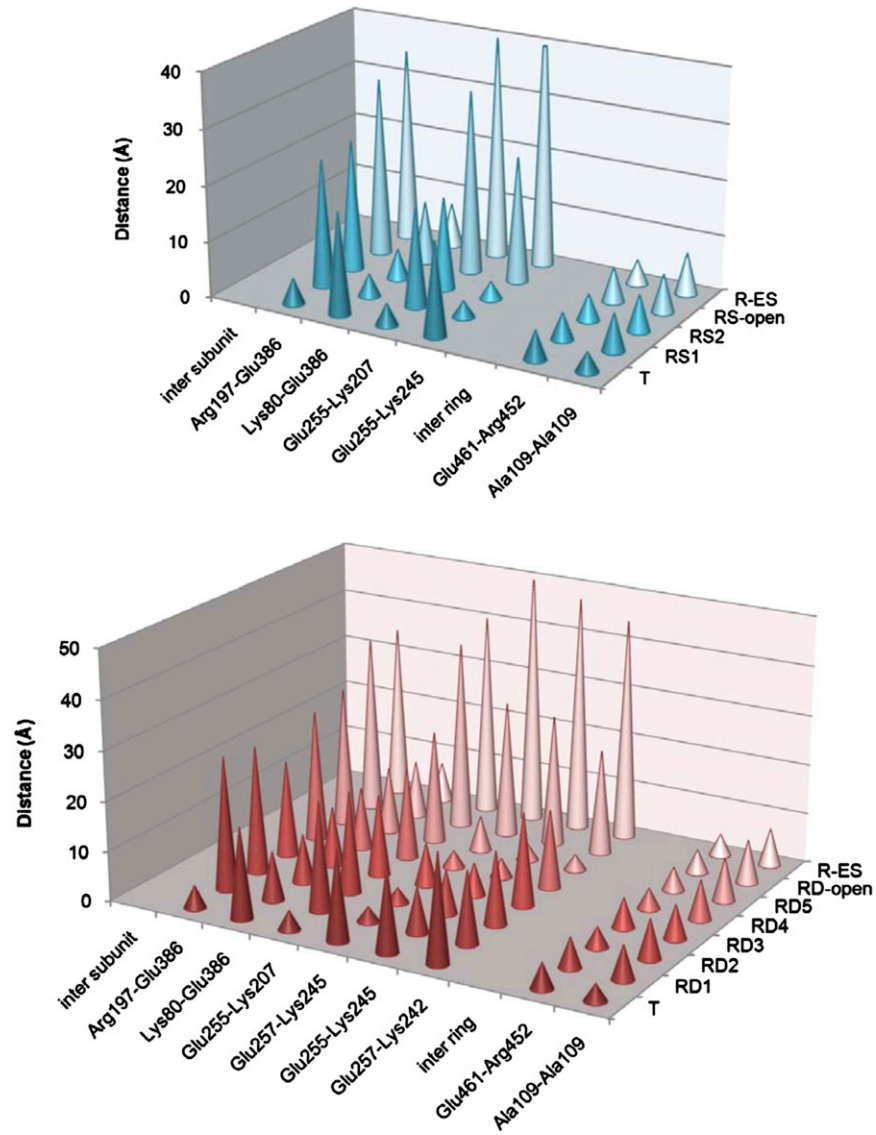 40
30
20
10
0
Distance (Å)
inter subunit
Arg197-Glu386
Lys80-Glu386
Glu255-Lys207
Glu255-Lys245
inter ring
Glu461-Arg452
Ala109-Ala109
R-ES
RS-open
RS2
RS1
T
50
40
30
20
10
0
Distance (Å)
inter subunit
Arg197-Glu386
Lys80-Glu386
Glu255-Lys207
Glu257-Lys245
Glu255-Lys245
Glu257-Lys242
inter ring
Glu461-Arg452
Ala109-Ala109
R-ES
RD-open
RD5
RD4
RD3
RD2
RD1
T